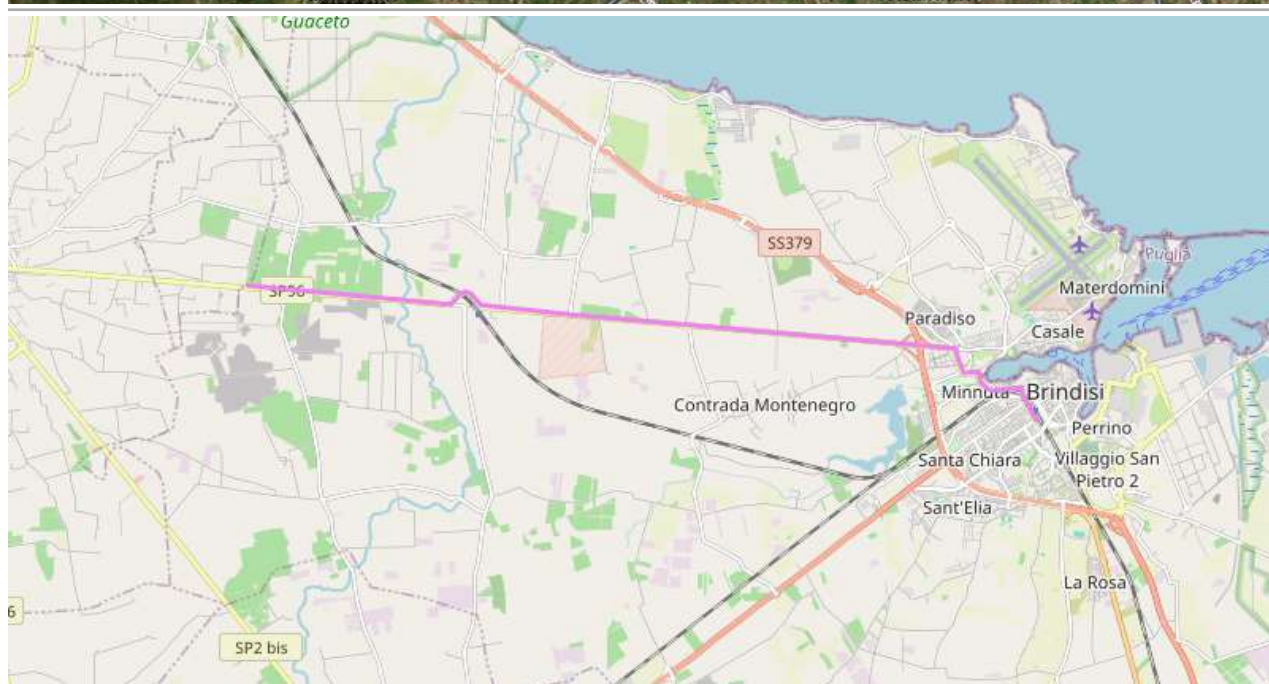 Guaceto
SS379
Puglia
Materdomini
SP96
Paradiso
Casale
Minnuta
Brindisi
Contrada Montenegro
Perrino
Santa Chiara
Villaggio San
Pietro 2
Sant'Elia
La Rosa
6
SP2 bis